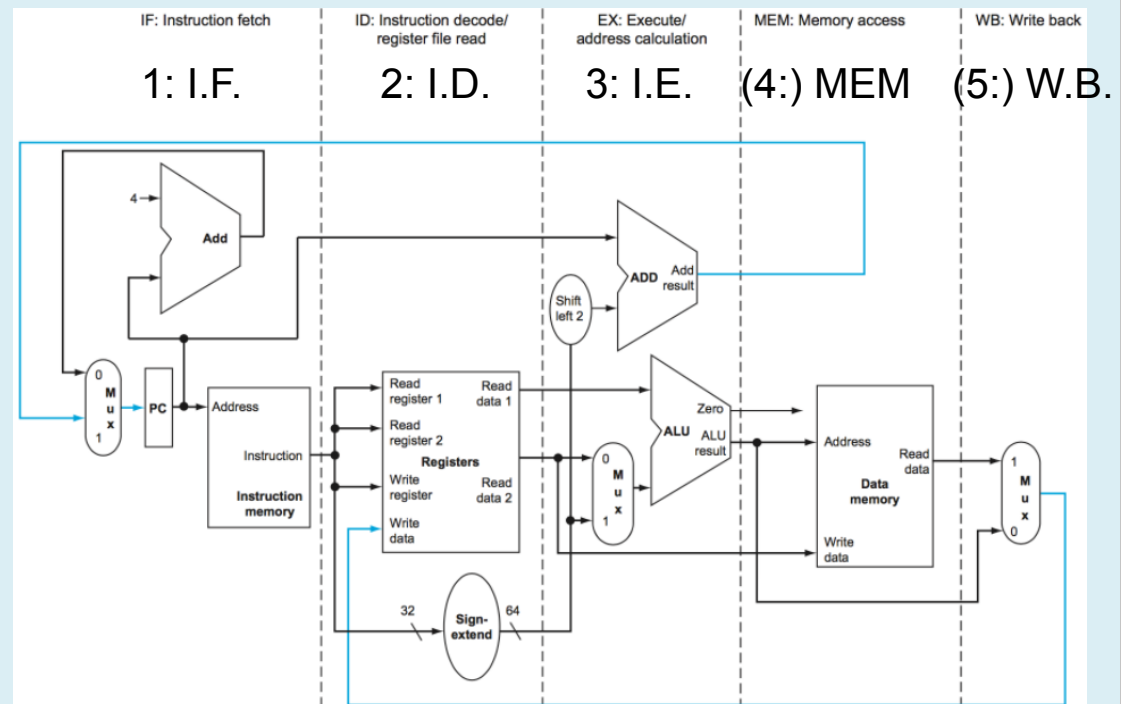 IF: Instruction fetch
ID: Instruction decode/
register file read
EX: Execute/
address calculation
MEM: Memory access
WB: Write back
1: I.F.
2: I.D.
3: I.E.
(4:) MEM
(5:) W.B.
4
Add
ADD
Add
result
Shift
left 2
0
M
u
x
1
PC
Address
Instruction
Instruction
memory
Read
register 1
Read
data 1
Read
register 2
Registers
Write
register
Read
data 2
Write
data
0
M
u
x
1
Zero
ALU
ALU
result
Address
Read
data
Data
memory
Write
data
1
M
u
x
0
32
Sign-
extend
64